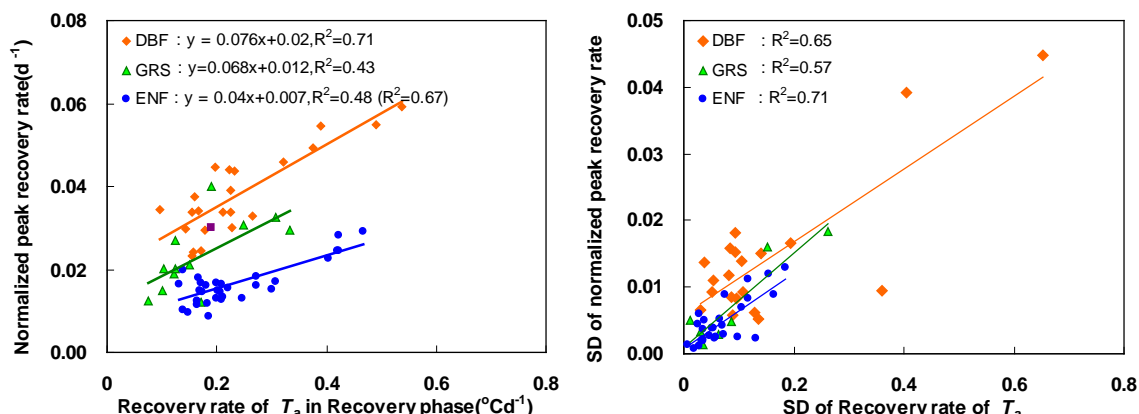 Normalized peak recovery rate(d⁻¹)
0.08
0.06
0.04
0.02
0.00
DBF : y = 0.076x+0.02,R²=0.71
GRS : y=0.068x+0.012,R²=0.43
ENF : y = 0.04x+0.007,R²=0.48 (R²=0.67)
0 0.2 0.4 0.6 0.8
Recovery rate of Tₐ in Recovery phase(°Cd⁻¹)
SD of normalized peak recovery rate
0.05
0.04
0.03
0.02
0.01
0.00
DBF : R²=0.65
GRS : R²=0.57
ENF : R²=0.71
0 0.2 0.4 0.6 0.8
SD of Recovery rate of Tₐ